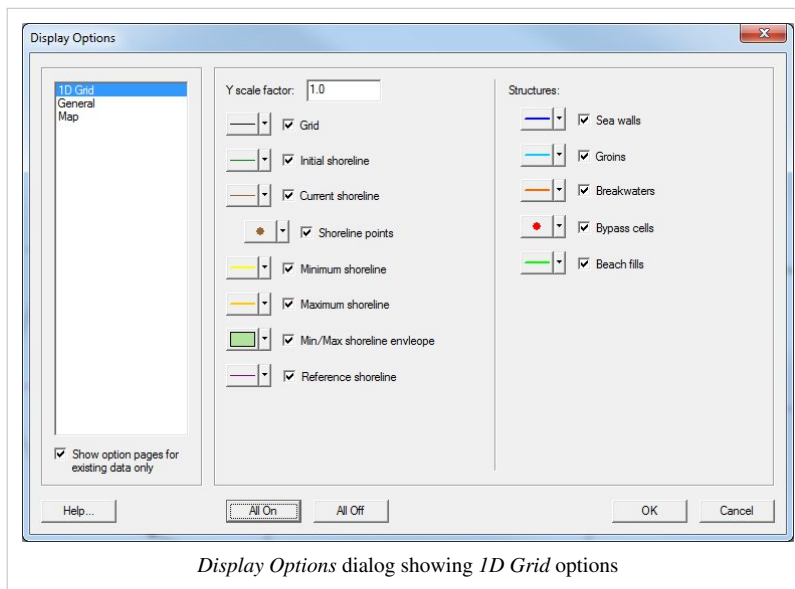 Display Options
1D Grid
General
Map
Show option pages for
existing data only
Y scale factor: 1.0
Grid
Initial shoreline
Current shoreline
Shoreline points
Minimum shoreline
Maximum shoreline
Min/Max shoreline envleope
Reference shoreline
Structures:
Sea walls
Groins
Breakwaters
Bypass cells
Beach fills
Help...
All On
All Off
OK
Cancel
Display Options dialog showing 1D Grid options